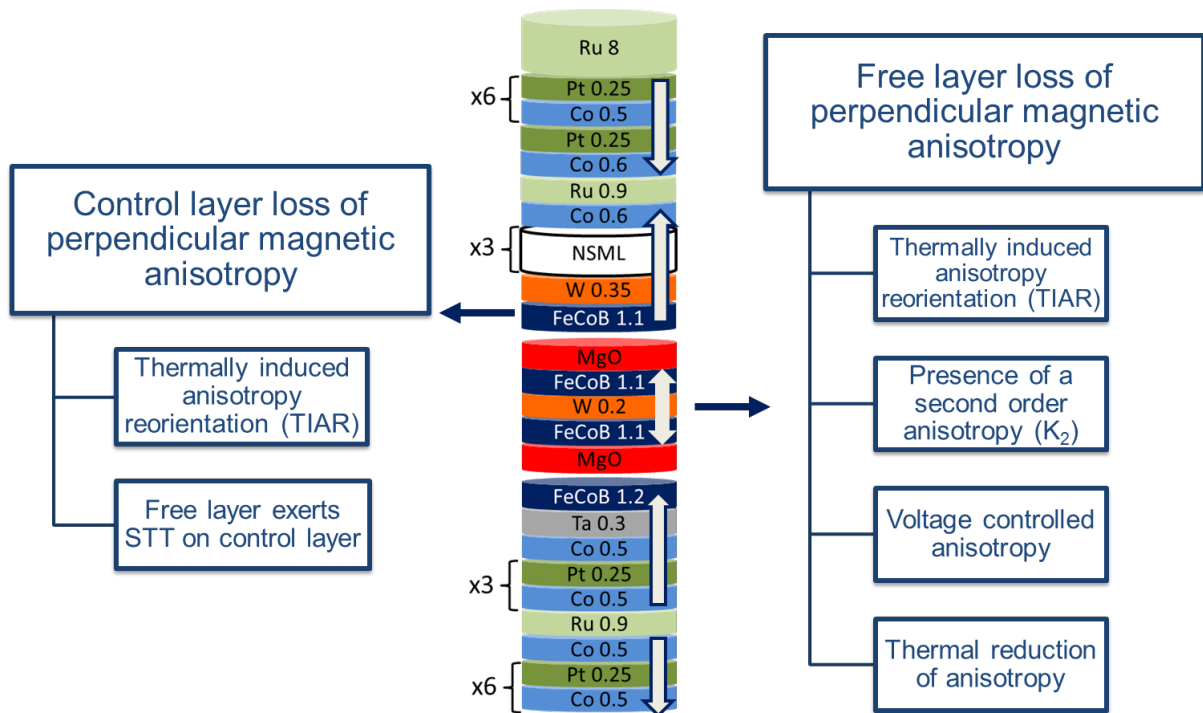 Control layer loss of
perpendicular magnetic
anisotropy
Thermally induced
anisotropy
reorientation (TIAR)
Free layer exerts
STT on control layer
Ru 8
x6
Pt 0.25
Co 0.5
Pt 0.25
Co 0.6
Ru 0.9
Co 0.6
x3
NSML
W 0.35
FeCoB 1.1
MgO
FeCoB 1.1
W 0.2
FeCoB 1.1
MgO
FeCoB 1.2
Ta 0.3
Co 0.5
x3
Pt 0.25
Co 0.5
Ru 0.9
Co 0.5
x6
Pt 0.25
Co 0.5
Free layer loss of
perpendicular magnetic
anisotropy
Thermally induced
anisotropy
reorientation (TIAR)
Presence of a
second order
anisotropy (K₂)
Voltage controlled
anisotropy
Thermal reduction
of anisotropy